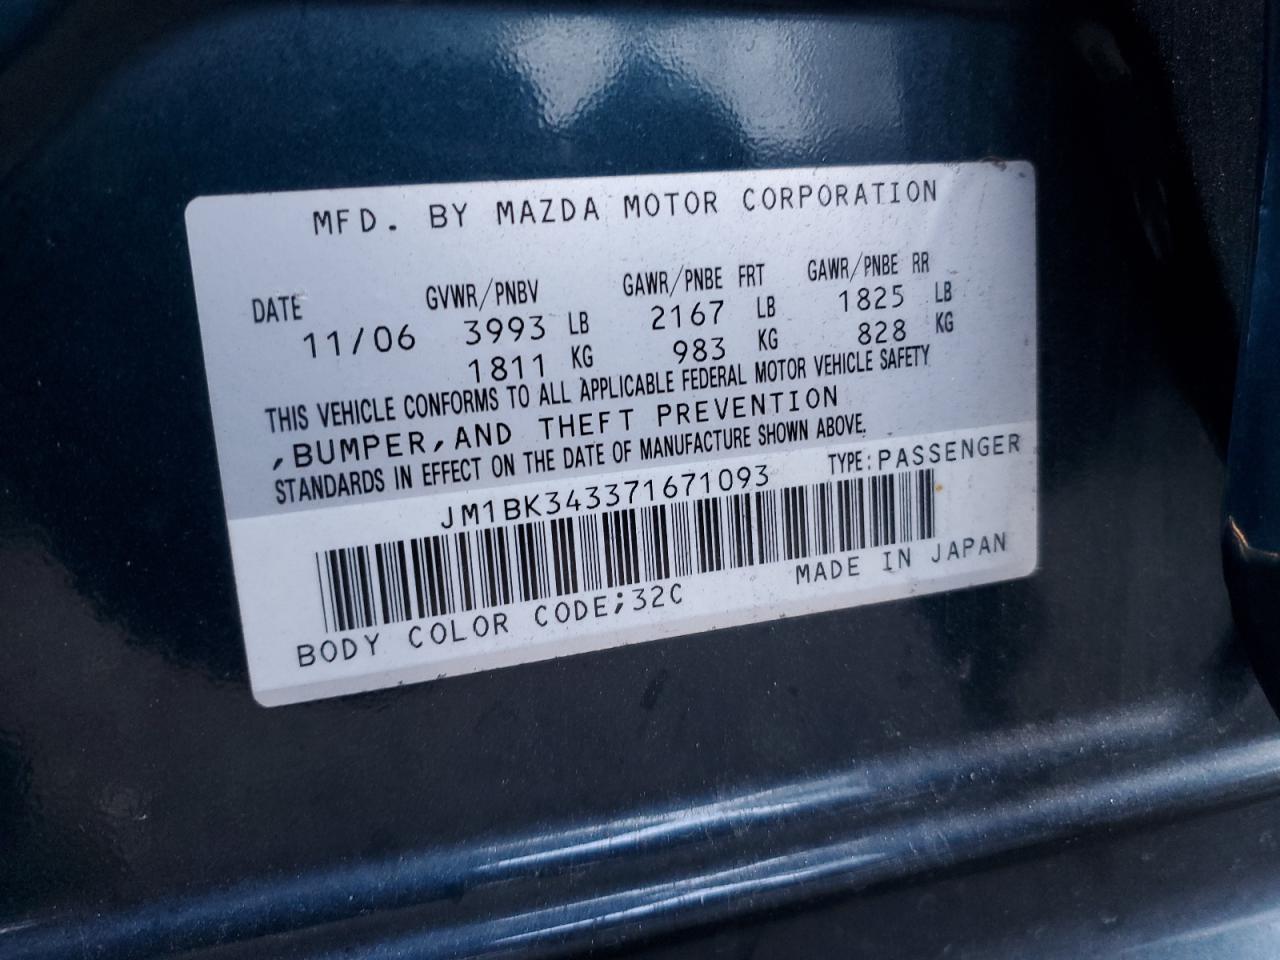 MFD. BY MAZDA MOTOR CORPORATION
DATE GVWR/PNBV GAWR/PNBE FRT GAWR/PNBE RR
11/06 3993 LB 2167 LB 1825 LB
1811 KG 983 KG 828 KG
THIS VEHICLE CONFORMS TO ALL APPLICABLE FEDERAL MOTOR VEHICLE SAFETY
,BUMPER,AND THEFT PREVENTION
STANDARDS IN EFFECT ON THE DATE OF MANUFACTURE SHOWN ABOVE.
JM1BK343371671093 TYPE:PASSENGER
BODY COLOR CODE;32C MADE IN JAPAN